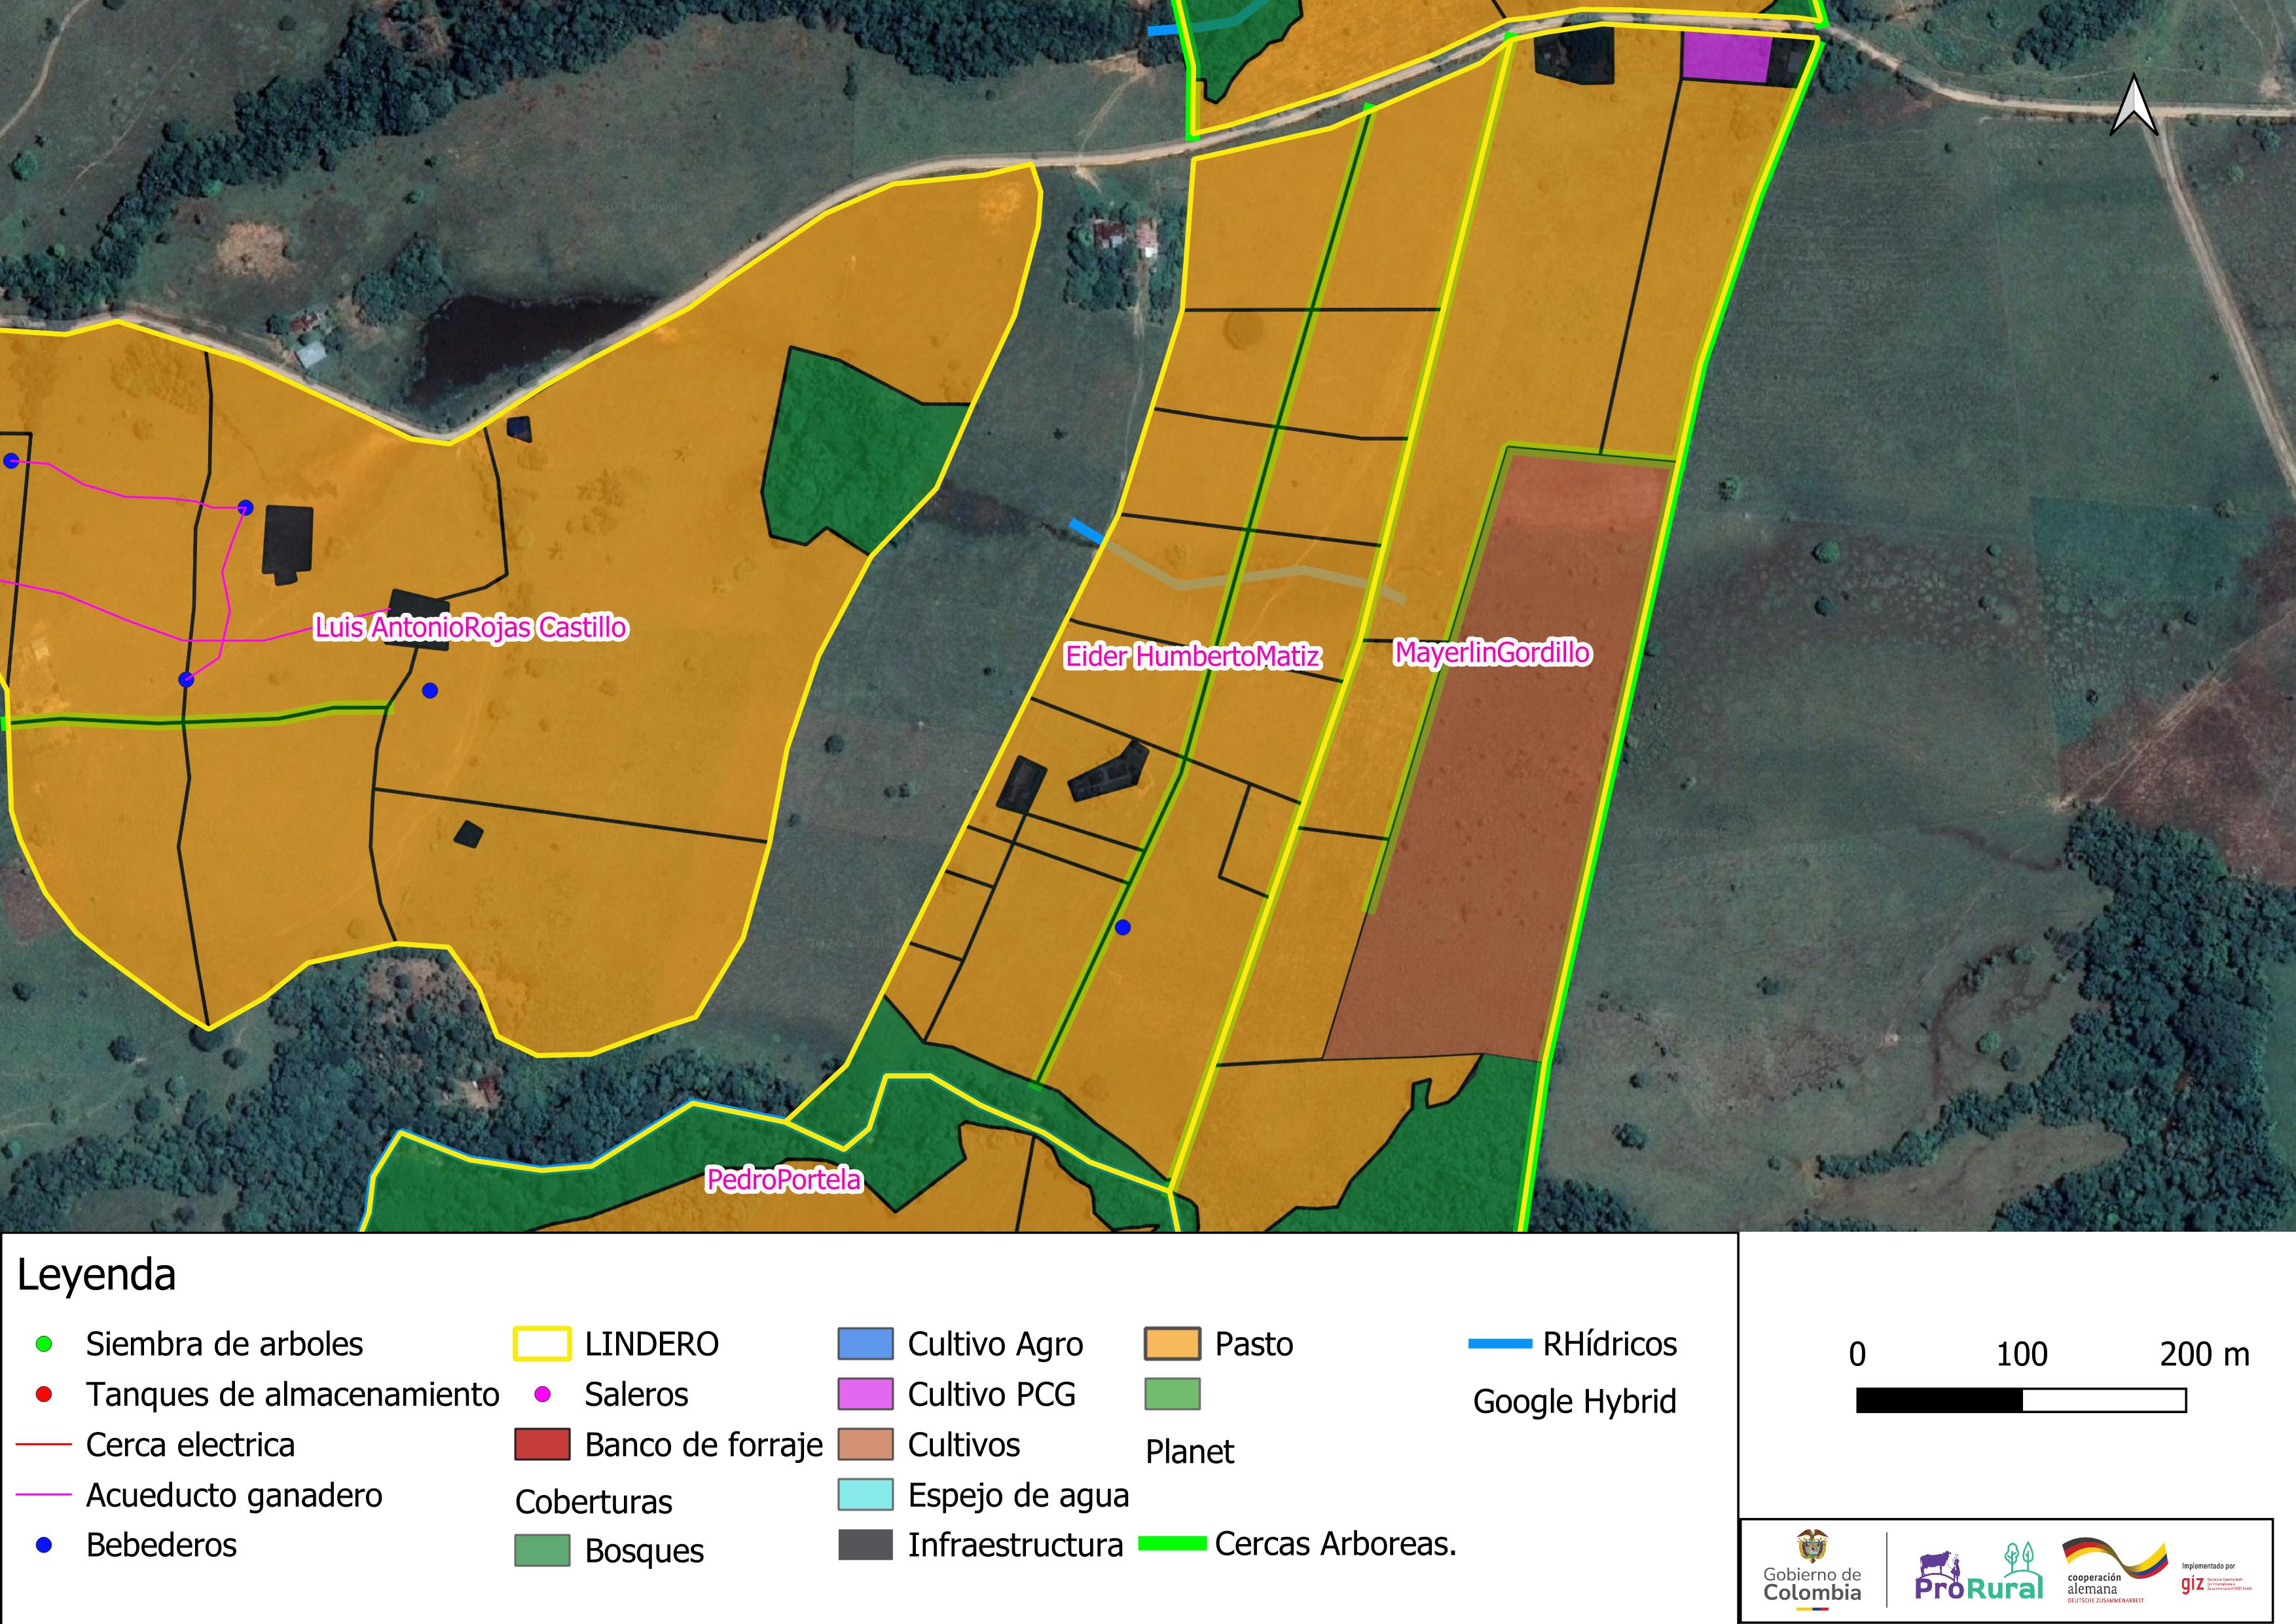 Luis AntonioRojas Castillo
Eider HumbertoMatiz
MayerlinGordillo
PedroPortela
Leyenda
Siembra de arboles
Tanques de almacenamiento
Cerca electrica
Acueducto ganadero
Bebederos
LINDERO
Saleros
Banco de forraje
Coberturas
Bosques
Cultivo Agro
Cultivo PCG
Cultivos
Espejo de agua
Infraestructura
Pasto
Planet
Cercas Arboreas.
RHídricos
Google Hybrid
0 100 200 m
Gobierno de
Colombia
ProRural
cooperación
alemana
DEUTSCHE ZUSAMMENARBEIT
Implementado por
giz